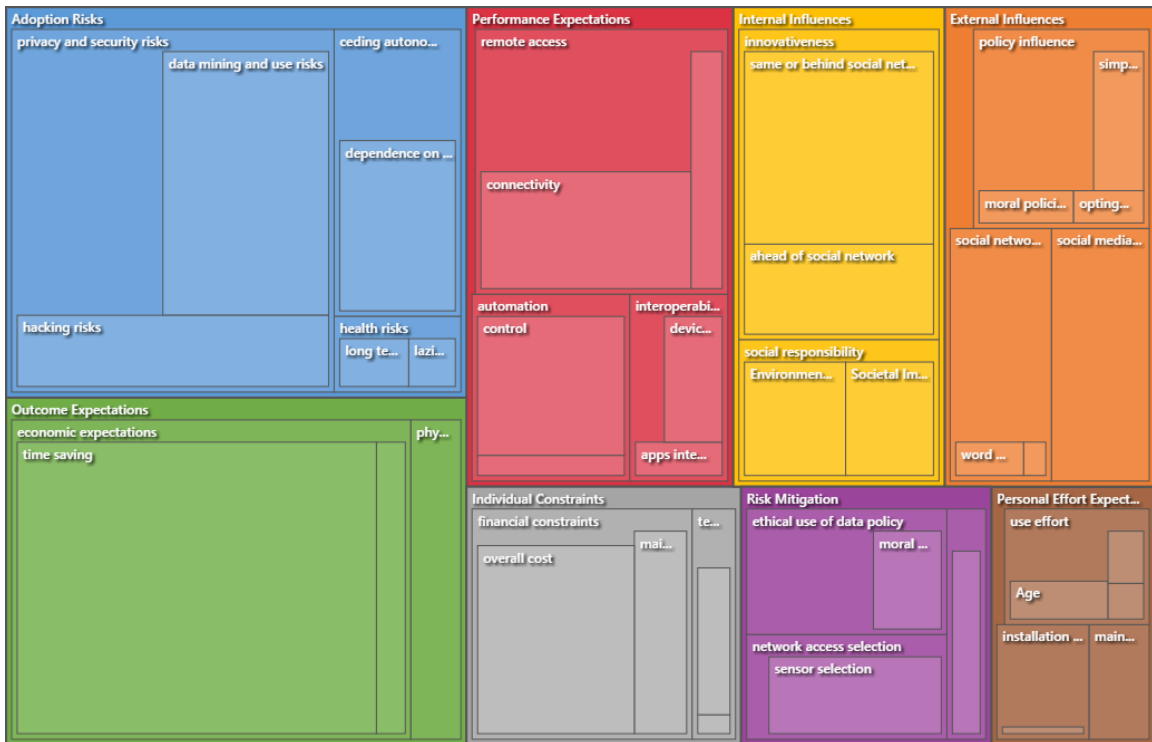 Adoption Risks
privacy and security risks
data mining and use risks
hacking risks
ceding autono...
dependence on ...
health risks
long te...
lazi...
Outcome Expectations
economic expectations
time saving
phy...
Performance Expectations
remote access
connectivity
automation
control
interoperabi...
devic...
apps inte...
Internal Influences
innovativeness
same or behind social net...
ahead of social network
social responsibility
Environmen...
Societal Im...
External Influences
policy influence
simp...
moral polici...
opting...
social netwo...
word ...
social media...
Individual Constraints
financial constraints
overall cost
mai...
te...
Risk Mitigation
ethical use of data policy
moral ...
network access selection
sensor selection
Personal Effort Expect...
use effort
Age
installation ...
main...